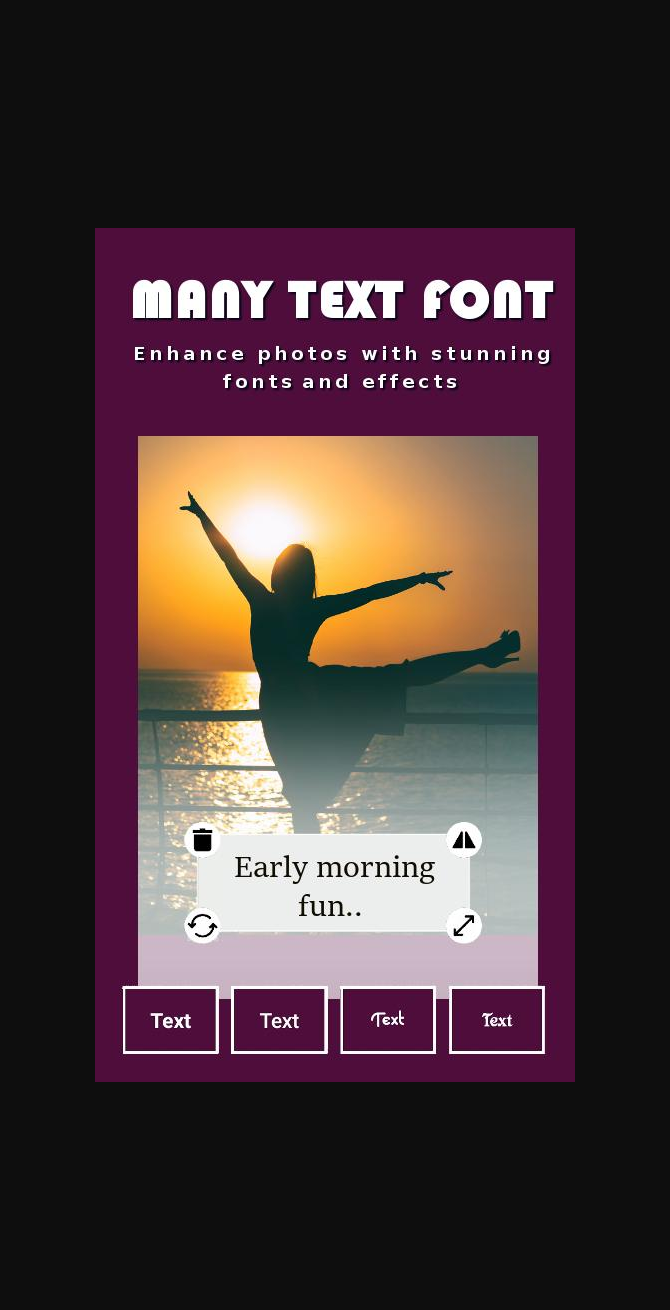 MANY TEXT FONT
Enhance photos with stunning
fonts and effects
Early morning
fun..
Text Text Text Text